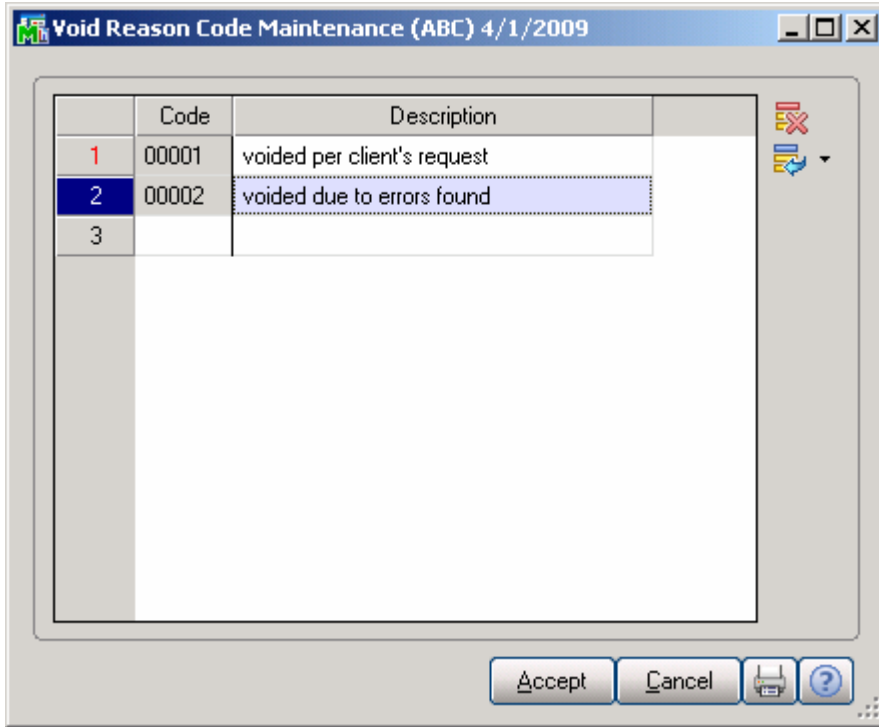 Void Reason Code Maintenance (ABC) 4/1/2009
Code Description
1 00001 voided per client's request
2 00002 voided due to errors found
3
Accept Cancel